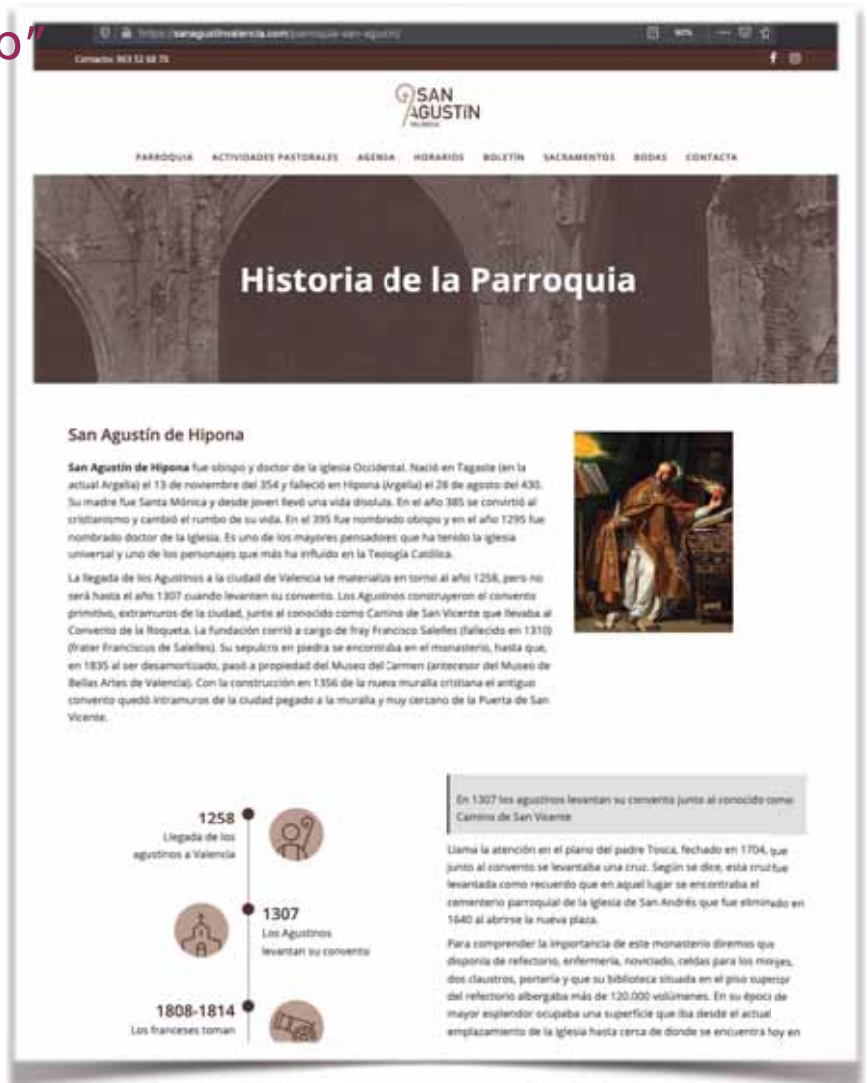 o"
https://sanagustinvalencia.com/parroquia-san-agustin/
90%
Contacto: 963 52 68 70
SAN
AGUSTÍN
VALENCIA
PARROQUIA ACTIVIDADES PASTORALES AGENDA HORARIOS BOLETÍN SACRAMENTOS BODAS CONTACTA
Historia de la Parroquia
San Agustín de Hipona
San Agustín de Hipona fue obispo y doctor de la iglesia Occidental. Nació en Tagaste (en la
actual Argelia) el 13 de noviembre del 354 y falleció en Hipona (Argelia) el 28 de agosto del 430.
Su madre fue Santa Mónica y desde joven llevó una vida disoluta. En el año 385 se convirtió al
cristianismo y cambió el rumbo de su vida. En el 395 fue nombrado obispo y en el año 1295 fue
nombrado doctor de la Iglesia. Es uno de los mayores pensadores que ha tenido la iglesia
universal y uno de los personajes que más ha influido en la Teología Católica.
La llegada de los Agustinos a la ciudad de Valencia se materializa en torno al año 1258, pero no
será hasta el año 1307 cuando levanten su convento. Los Agustinos construyeron el convento
primitivo, extramuros de la ciudad, junto al conocido como Camino de San Vicente que llevaba al
Convento de la Roqueta. La fundación corrió a cargo de fray Francisco Salelles (fallecido en 1310)
(frater Franciscus de Salelles). Su sepulcro en piedra se encontraba en el monasterio, hasta que,
en 1835 al ser desamortizado, pasó a propiedad del Museo del Carmen (antecesor del Museo de
Bellas Artes de Valencia). Con la construcción en 1356 de la nueva muralla cristiana el antiguo
convento quedó intramuros de la ciudad pegado a la muralla y muy cercano de la Puerta de San
Vicente.
1258
Llegada de los
agustinos a Valencia
1307
Los Agustinos
levantan su convento
1808-1814
Los franceses toman
En 1307 los agustinos levantan su convento junto al conocido como
Camino de San Vicente
Llama la atención en el plano del padre Tosca, fechado en 1704, que
junto al convento se levantaba una cruz. Según se dice, esta cruz fue
levantada como recuerdo que en aquel lugar se encontraba el
cementerio parroquial de la iglesia de San Andrés que fue eliminado en
1640 al abrirse la nueva plaza.
Para comprender la importancia de este monasterio diremos que
disponía de refectorio, enfermería, noviciado, celdas para los monjes,
dos claustros, portería y que su biblioteca situada en el piso superior
del refectorio albergaba más de 120.000 volúmenes. En su época de
mayor esplendor ocupaba una superficie que iba desde el actual
emplazamiento de la Iglesia hasta cerca de donde se encuentra hoy en